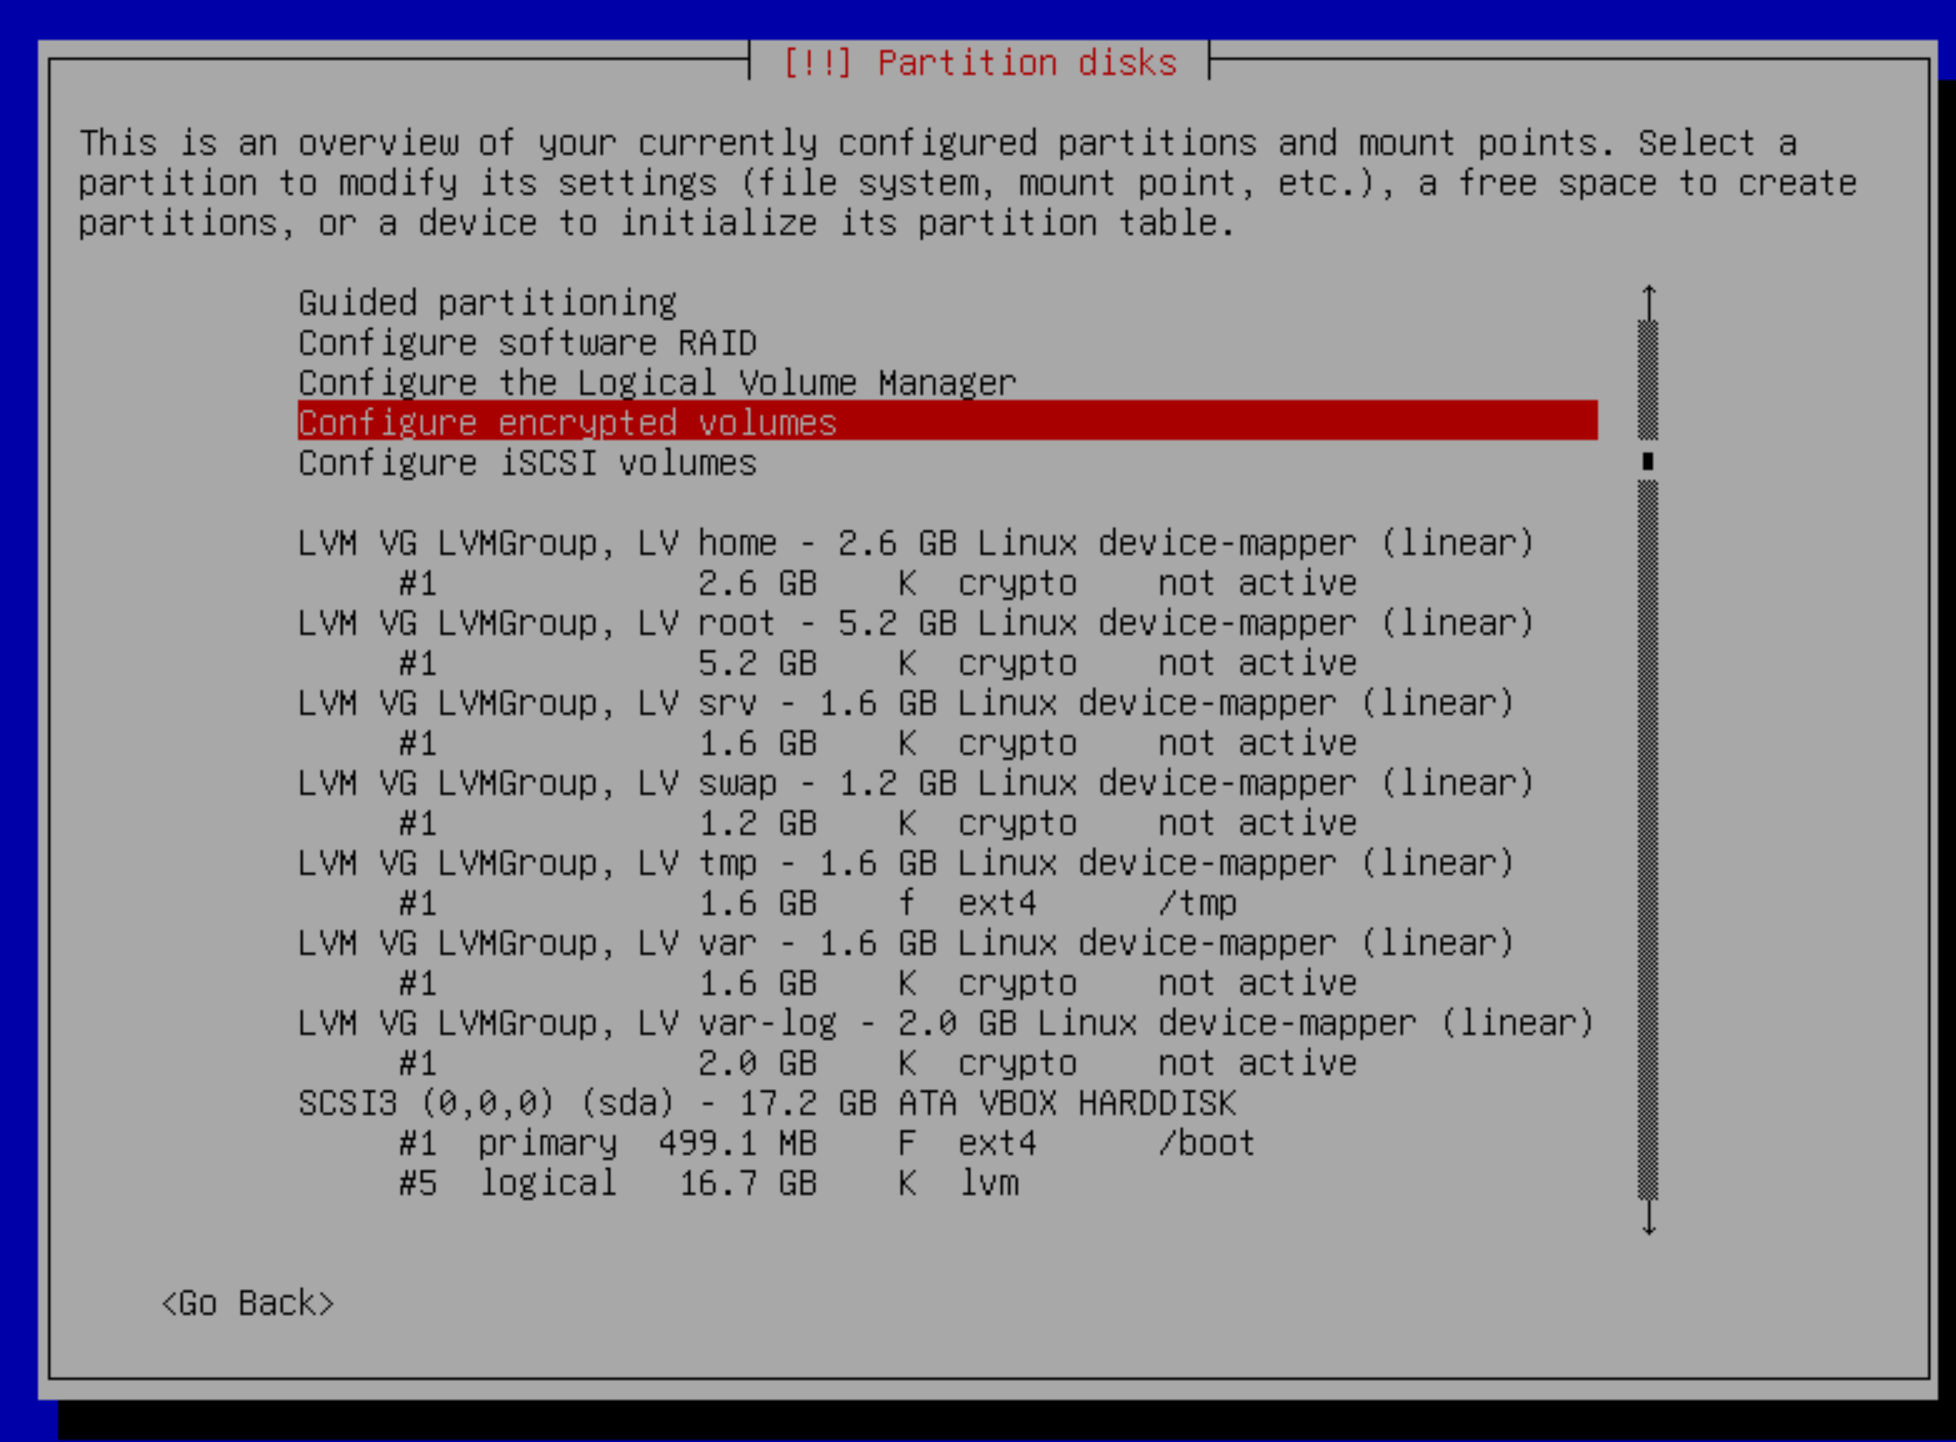 [!!] Partition disks
This is an overview of your currently configured partitions and mount points. Select a
partition to modify its settings (file system, mount point, etc.), a free space to create
partitions, or a device to initialize its partition table.
Guided partitioning
Configure software RAID
Configure the Logical Volume Manager
Configure encrypted volumes
Configure iSCSI volumes
LVM VG LVMGroup, LV home - 2.6 GB Linux device-mapper (linear)
#1 2.6 GB K crypto not active
LVM VG LVMGroup, LV root - 5.2 GB Linux device-mapper (linear)
#1 5.2 GB K crypto not active
LVM VG LVMGroup, LV srv - 1.6 GB Linux device-mapper (linear)
#1 1.6 GB K crypto not active
LVM VG LVMGroup, LV swap - 1.2 GB Linux device-mapper (linear)
#1 1.2 GB K crypto not active
LVM VG LVMGroup, LV tmp - 1.6 GB Linux device-mapper (linear)
#1 1.6 GB f ext4 /tmp
LVM VG LVMGroup, LV var - 1.6 GB Linux device-mapper (linear)
#1 1.6 GB K crypto not active
LVM VG LVMGroup, LV var-log - 2.0 GB Linux device-mapper (linear)
#1 2.0 GB K crypto not active
SCSI3 (0,0,0) (sda) - 17.2 GB ATA VBOX HARDDISK
#1 primary 499.1 MB F ext4 /boot
#5 logical 16.7 GB K lvm
<Go Back>